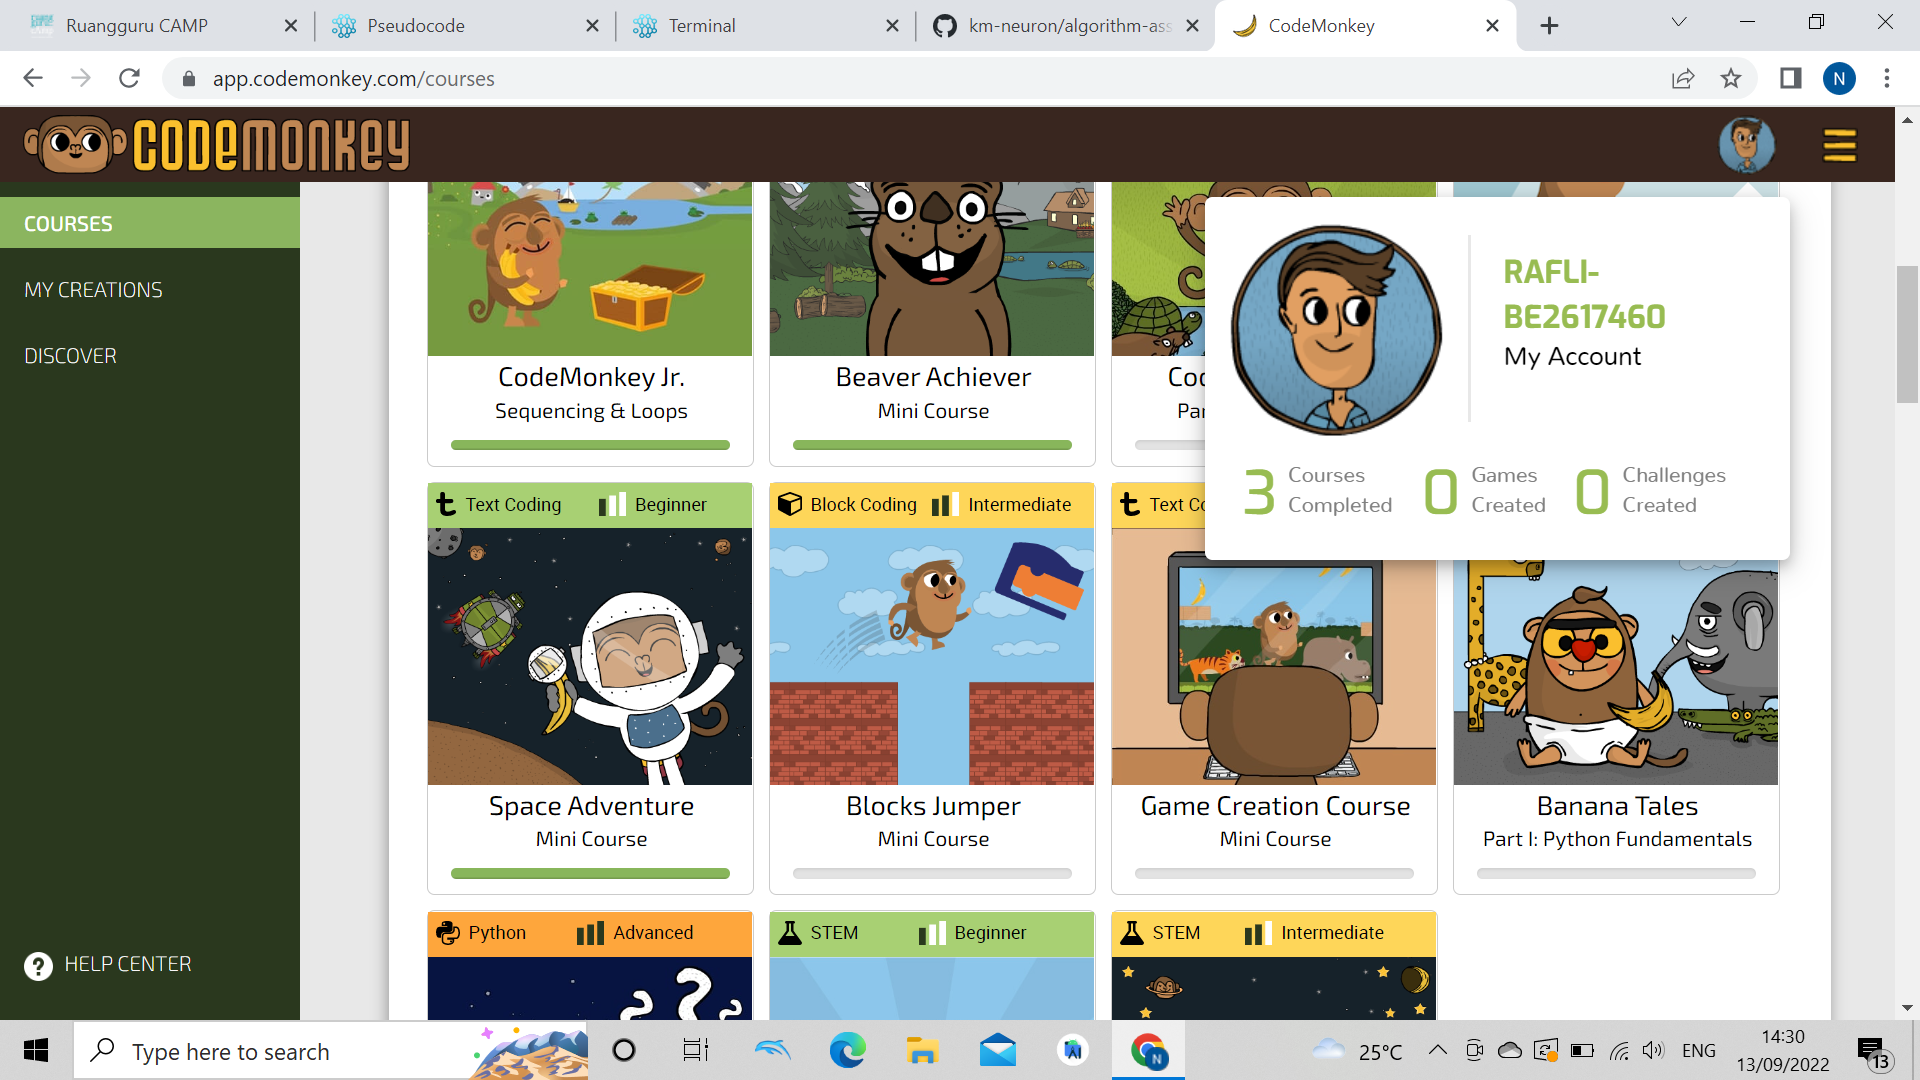 Ruangguru CAMP
Pseudocode
Terminal
km-neuron/algorithm-ass
CodeMonkey
app.codemonkey.com/courses
N
CODEMONKEY
COURSES
MY CREATIONS
DISCOVER
HELP CENTER
CodeMonkey Jr.
Sequencing & Loops
Beaver Achiever
Mini Course
Coo
Par
RAFLI-
BE2617460
My Account
3 Courses Completed
0 Games Created
0 Challenges Created
Text Coding Beginner
Block Coding Intermediate
Text Co
Space Adventure
Mini Course
Blocks Jumper
Mini Course
Game Creation Course
Mini Course
Banana Tales
Part I: Python Fundamentals
Python Advanced
STEM Beginner
STEM Intermediate
Type here to search
N
25°C
ENG
14:30
13/09/2022
13